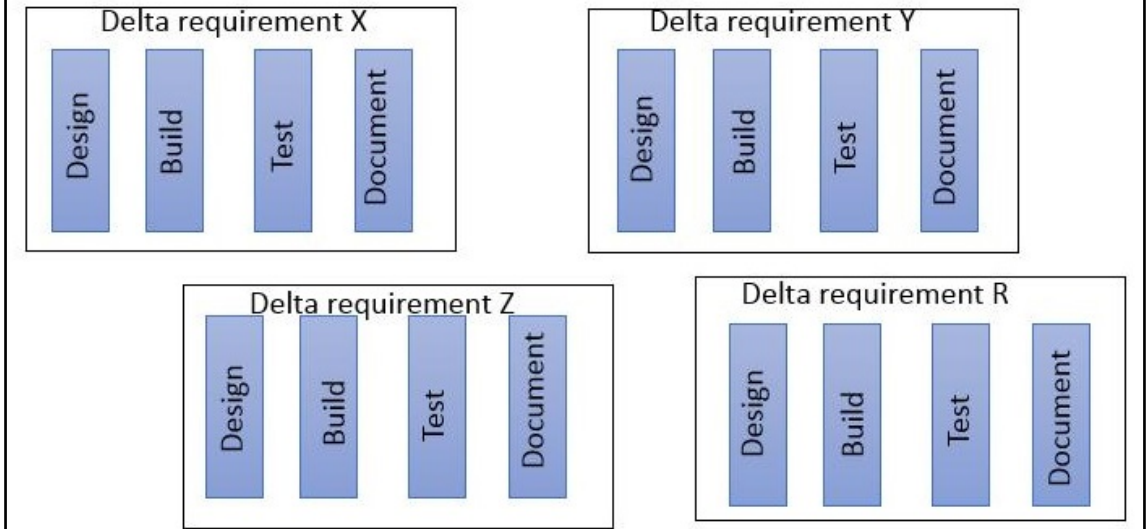 Delta requirement X
Design
Build
Test
Document
Delta requirement Y
Design
Build
Test
Document
Delta requirement Z
Design
Build
Test
Document
Delta requirement R
Design
Build
Test
Document